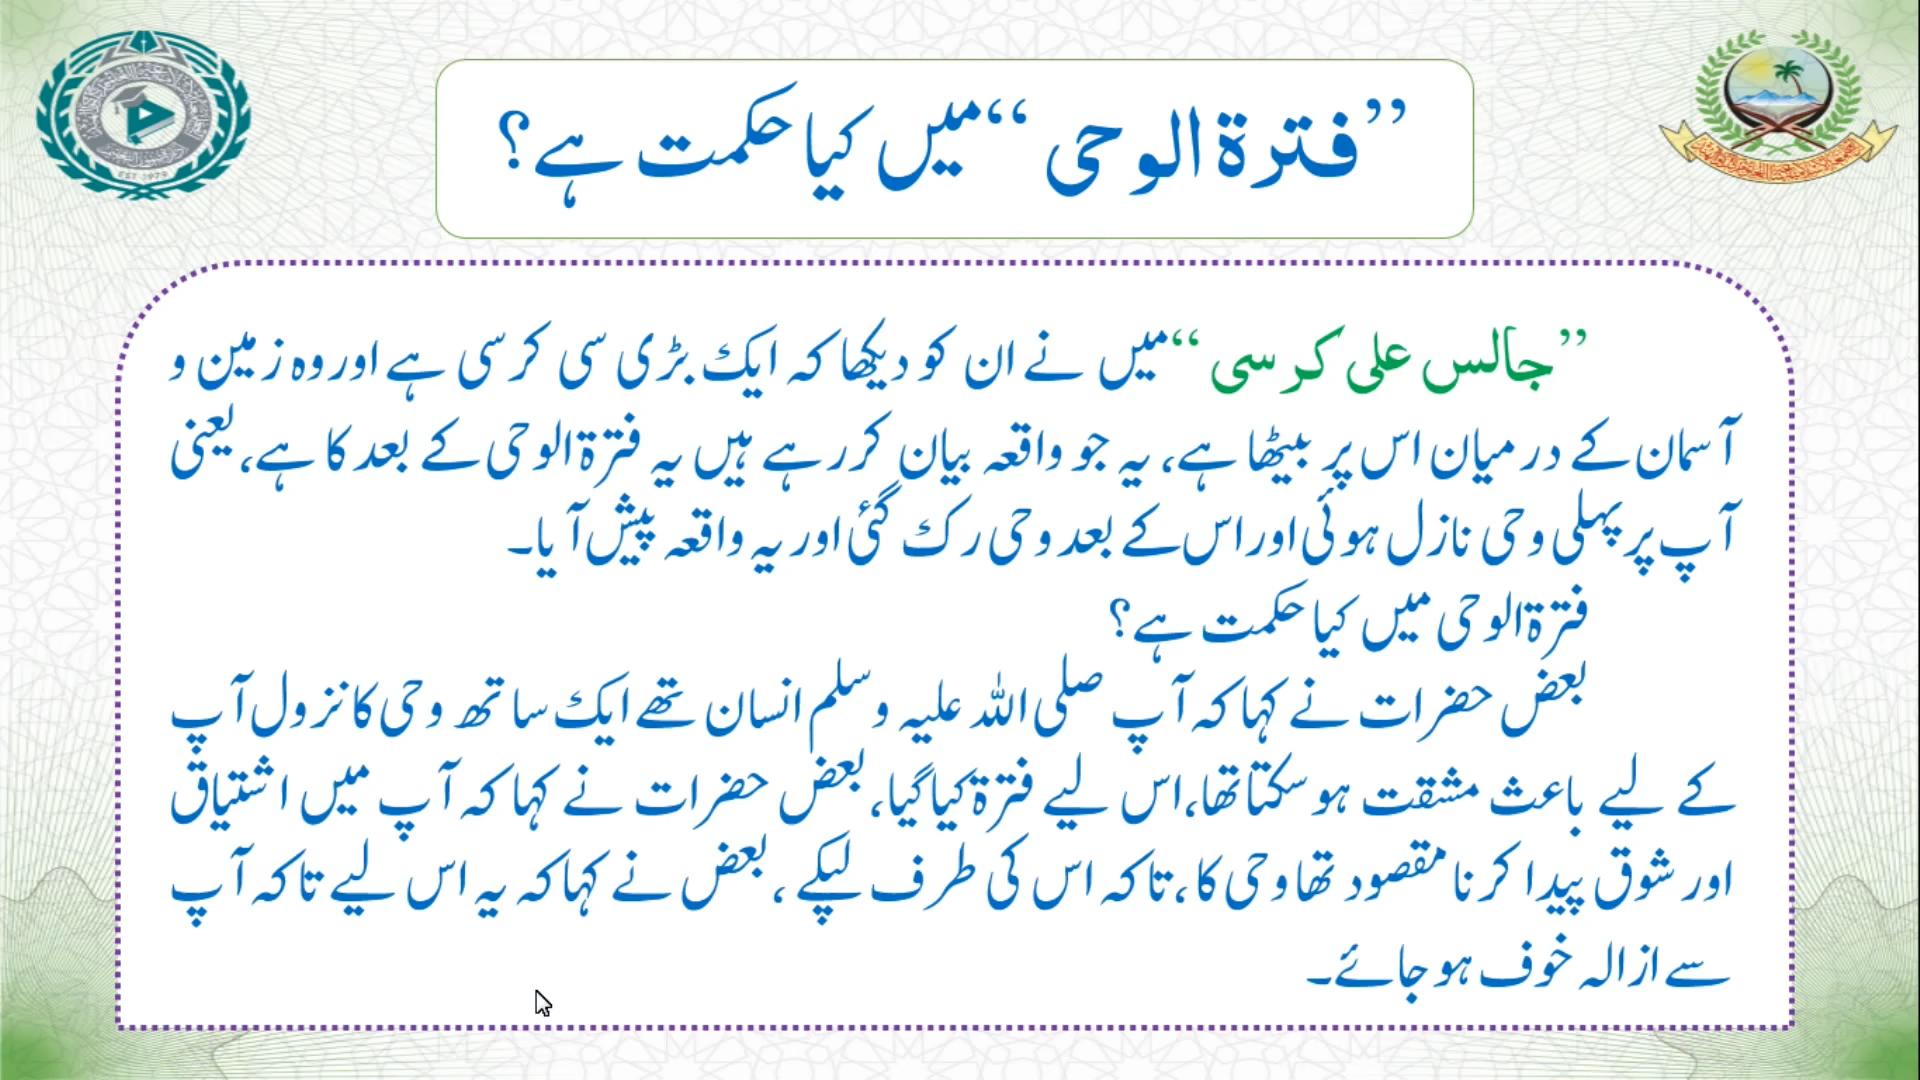 ”فترۃ الوحی“ میں کیا حکمت ہے؟
”جالس علی کرسی“ میں نے ان کو دیکھا کہ ایک بڑی سی کرسی ہے اور وہ زمین و
آسمان کے درمیان اس پر بیٹھا ہے، یہ جو واقعہ بیان کررہے ہیں یہ فترۃ الوحی کے بعد کا ہے، یعنی
آپ پر پہلی وحی نازل ہوئی اور اس کے بعد وحی رک گئی اور یہ واقعہ پیش آیا۔
فترۃ الوحی میں کیا حکمت ہے؟
بعض حضرات نے کہا کہ آپ صلی اللہ علیہ وسلم انسان تھے ایک ساتھ وحی کا نزول آپ
کے لیے باعث مشقت ہو سکتا تھا، اس لیے فترۃ کیا گیا، بعض حضرات نے کہا کہ آپ میں اشتیاق
اور شوق پیدا کرنا مقصود تھا وحی کا، تاکہ اس کی طرف لپکے، بعض نے کہا کہ یہ اس لیے تاکہ آپ
سے ازالہ خوف ہو جائے۔
EST 1979